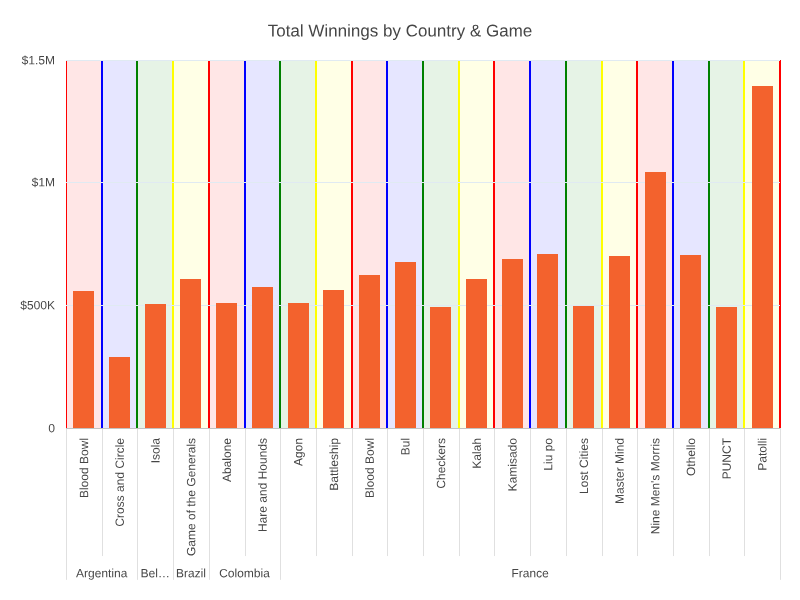 Total Winnings by Country & Game
$1.5M
$1M
$500K
0
Blood Bowl
Cross and Circle
Isola
Game of the Generals
Abalone
Hare and Hounds
Agon
Battleship
Blood Bowl
Bul
Checkers
Kalah
Kamisado
Liu po
Lost Cities
Master Mind
Nine Men's Morris
Othello
PUNCT
Patolli
Argentina
Bel…
Brazil
Colombia
France